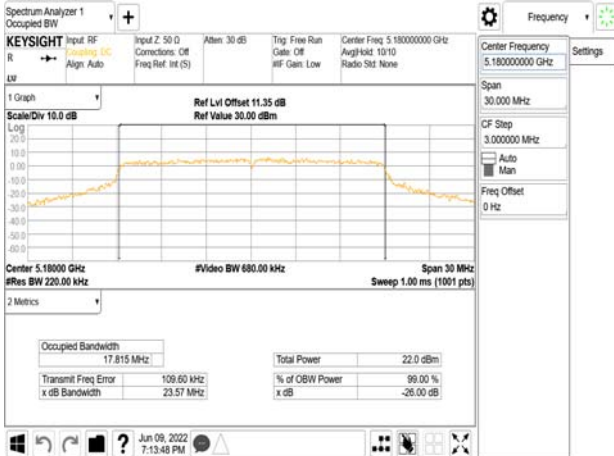 Spectrum Analyzer 1
Occupied BW
+
Frequency
KEYSIGHT
R
LXI
Input: RF
Coupling: DC
Align: Auto
Input Z: 50 Ω
Corrections: Off
Freq Ref: Int (S)
Atten: 30 dB
Trig: Free Run
Gate: Off
#IF Gain: Low
Center Freq: 5.180000000 GHz
Avg|Hold: 10/10
Radio Std: None
Center Frequency
5.180000000 GHz
Settings
Span
30.000 MHz
CF Step
3.000000 MHz
Auto
Man
Freq Offset
0 Hz
1 Graph
Scale/Div 10.0 dB
Ref Lvl Offset 11.35 dB
Ref Value 30.00 dBm
Log
20.0
10.0
0.00
-10.0
-20.0
-30.0
-40.0
-50.0
-60.0
Center 5.18000 GHz
#Res BW 220.00 kHz
#Video BW 680.00 kHz
Span 30 MHz
Sweep 1.00 ms (1001 pts)
2 Metrics
Occupied Bandwidth
17.815 MHz
Transmit Freq Error 109.60 kHz
x dB Bandwidth 23.57 MHz
Total Power 22.0 dBm
% of OBW Power 99.00 %
x dB -26.00 dB
?
Jun 09, 2022
7:13:48 PM